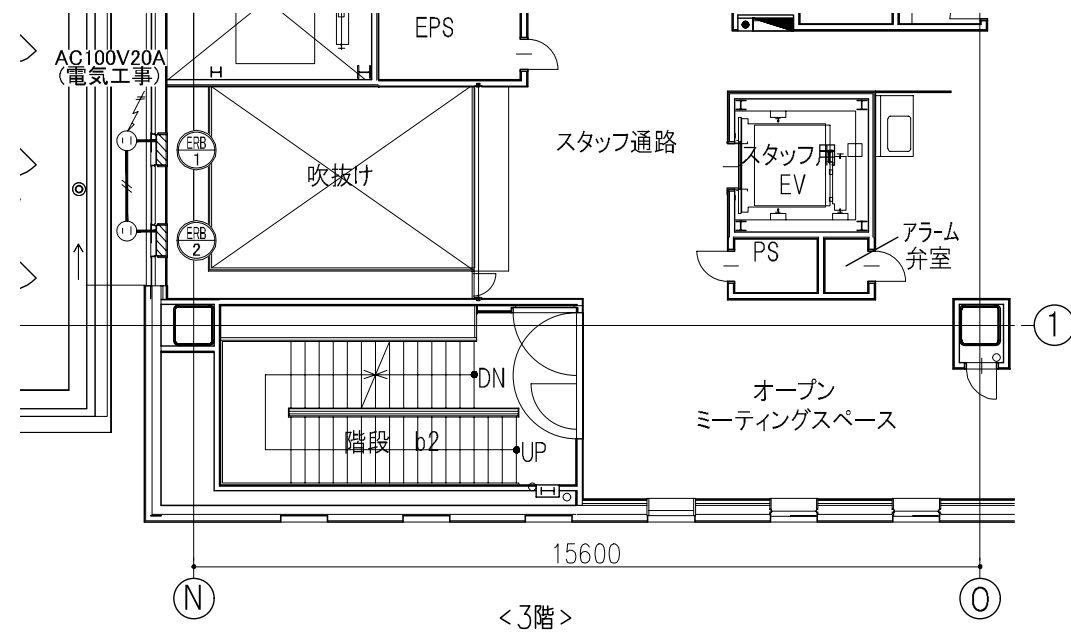 EPS
AC100V20A
(電気工事)
ERB
1
スタッフ通路
スタッフ用
EV
吹抜け
ERB
2
PS
アラーム
弁室
1
DN
オープン
ミーティングスペース
階段 b2
UP
15600
N
O
<3階>